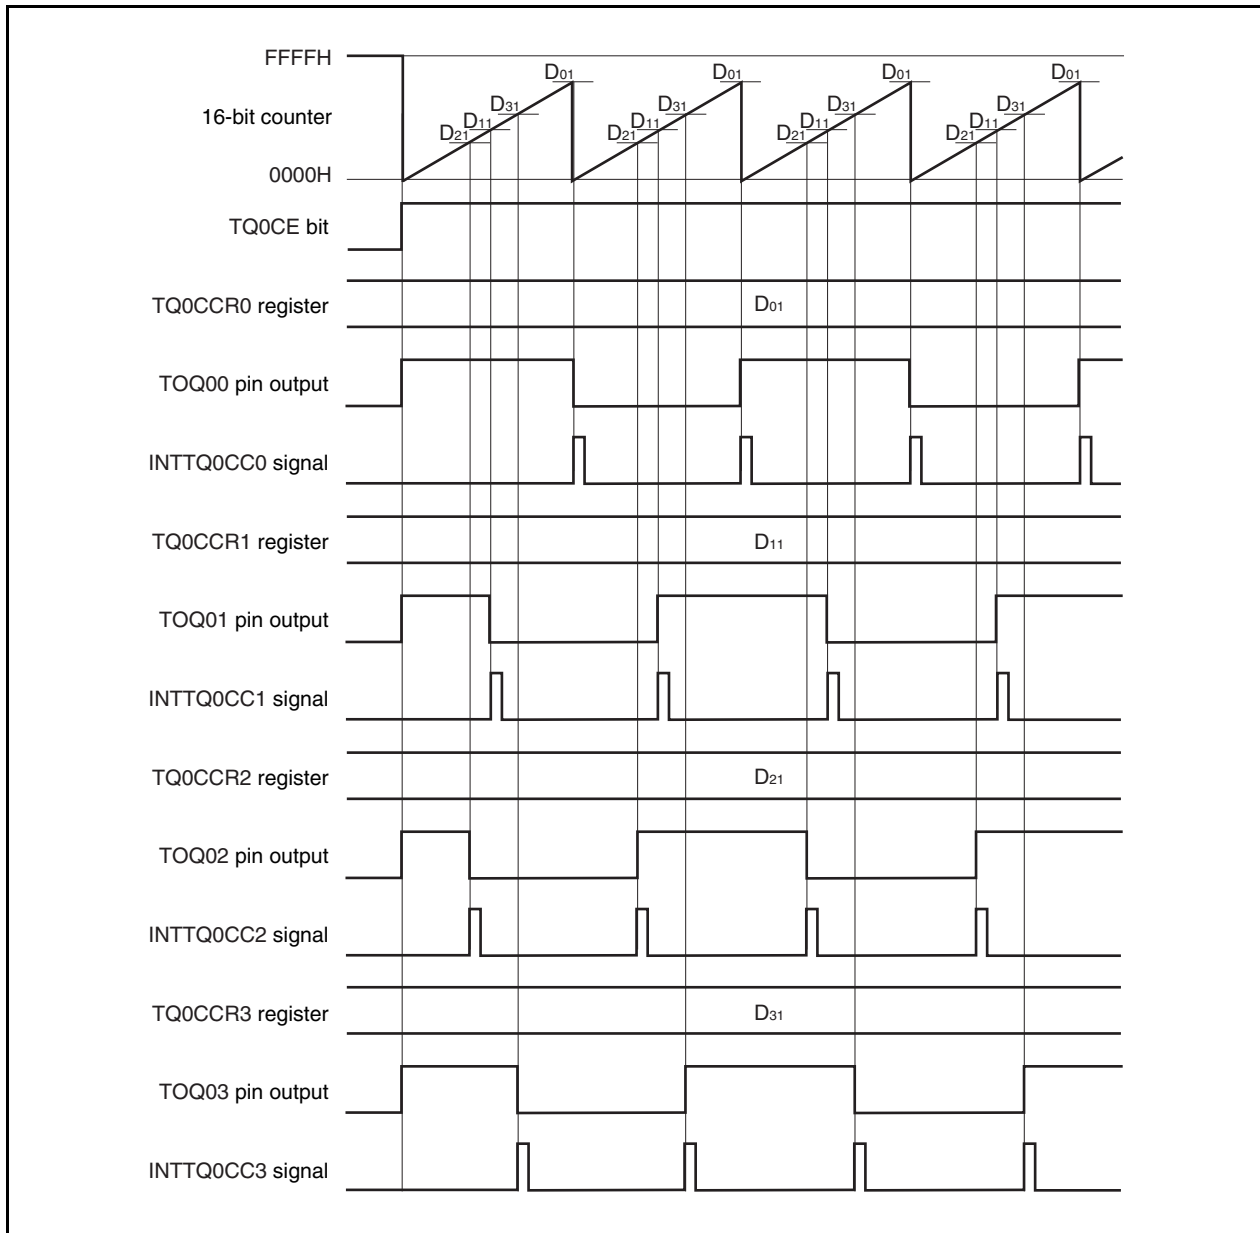 FFFFH
D01 D01 D01 D01
D31 D31 D31 D31
16-bit counter
D11 D11 D11 D11
D21 D21 D21 D21
0000H
TQ0CE bit
TQ0CCR0 register D01
TOQ00 pin output
INTTQ0CC0 signal
TQ0CCR1 register D11
TOQ01 pin output
INTTQ0CC1 signal
TQ0CCR2 register D21
TOQ02 pin output
INTTQ0CC2 signal
TQ0CCR3 register D31
TOQ03 pin output
INTTQ0CC3 signal